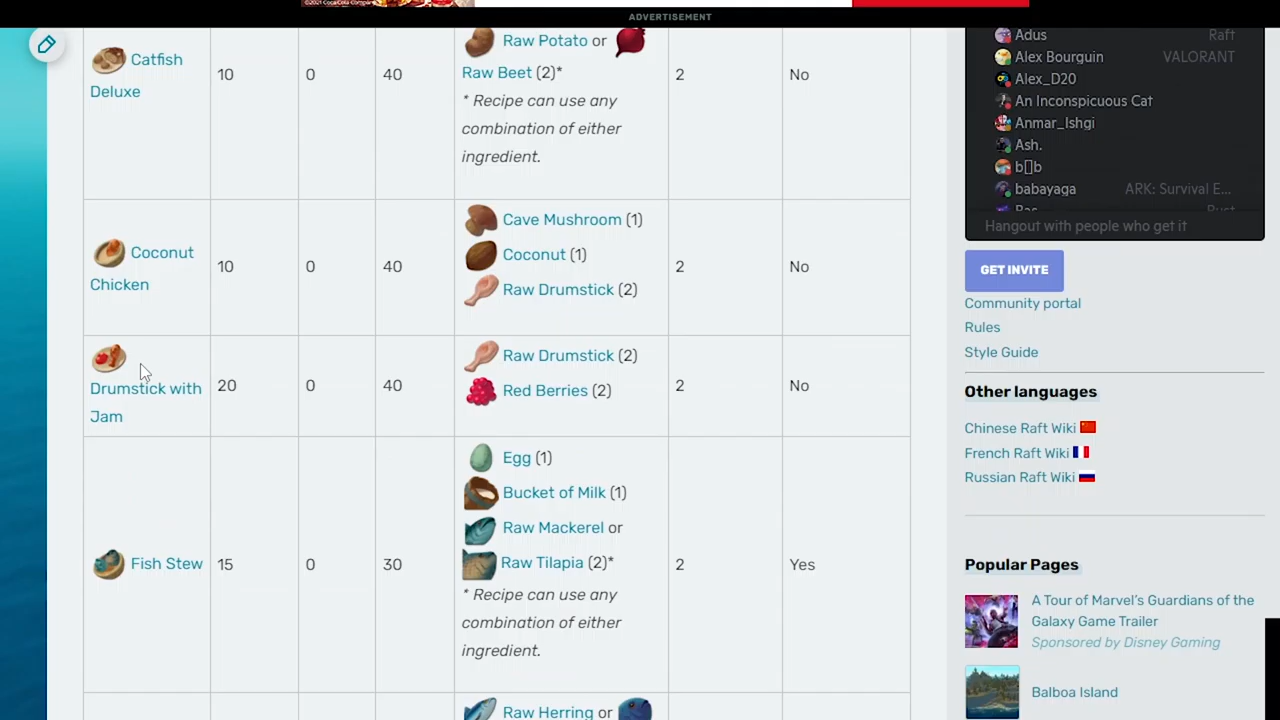 ©2021 Coca-Cola Company
ADVERTISEMENT
Catfish
Deluxe
10
0
40
Raw Potato or
Raw Beet (2)*
* Recipe can use any
combination of either
ingredient.
2
No
Coconut
Chicken
10
0
40
Cave Mushroom (1)
Coconut (1)
Raw Drumstick (2)
2
No
Drumstick with
Jam
20
0
40
Raw Drumstick (2)
Red Berries (2)
2
No
Fish Stew
15
0
30
Egg (1)
Bucket of Milk (1)
Raw Mackerel or
Raw Tilapia (2)*
* Recipe can use any
combination of either
ingredient.
2
Yes
Raw Herring or
Adus Raft
Alex Bourguin VALORANT
Alex_D20
An Inconspicuous Cat
Anmar_Ishgi
Ash.
b▯b
babayaga ARK: Survival E...
Bas Rust
Hangout with people who get it
GET INVITE
Community portal
Rules
Style Guide
Other languages
Chinese Raft Wiki
French Raft Wiki
Russian Raft Wiki
Popular Pages
A Tour of Marvel's Guardians of the
Galaxy Game Trailer
Sponsored by Disney Gaming
Balboa Island